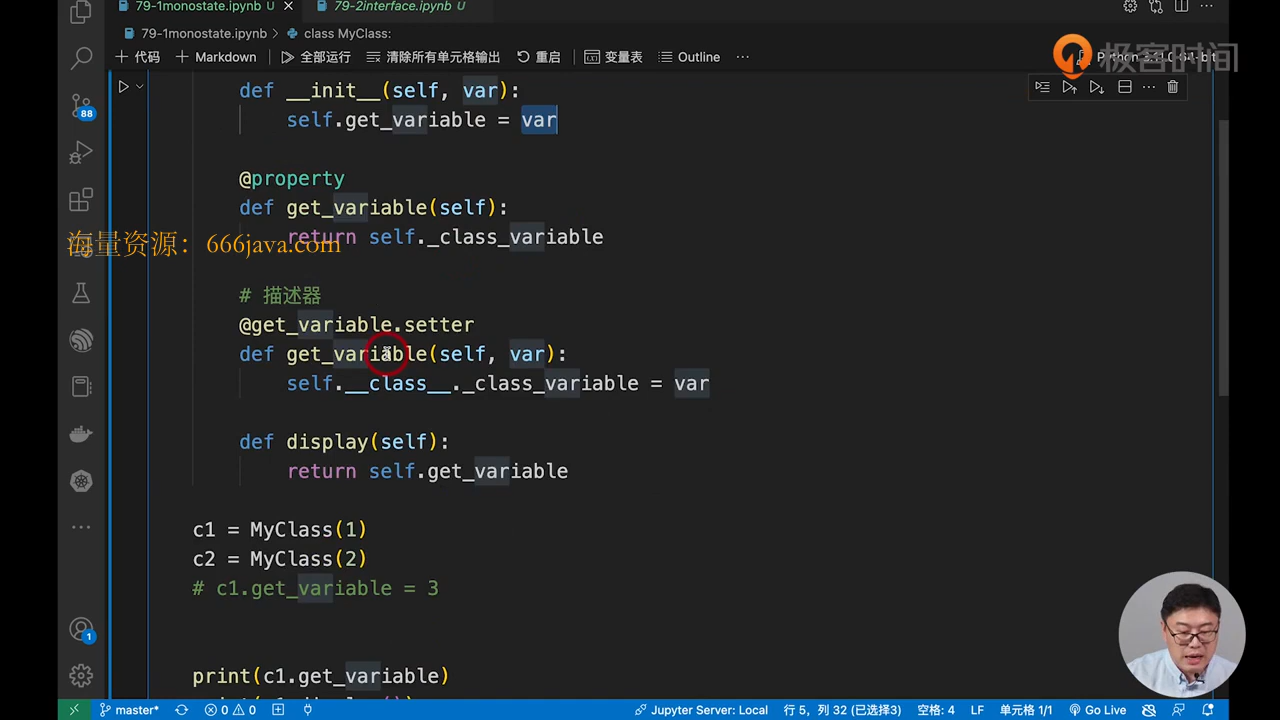 79-1monostate.ipynb U
79-2interface.ipynb U
79-1monostate.ipynb > class MyClass:
代码 Markdown 全部运行 清除所有单元格输出 重启 变量表 Outline ...
极客时间
def __init__(self, var):
self.get_variable = var
@property
def get_variable(self):
return self._class_variable
海量资源：666java.com
# 描述器
@get_variable.setter
def get_variable(self, var):
self.__class__._class_variable = var
def display(self):
return self.get_variable
c1 = MyClass(1)
c2 = MyClass(2)
# c1.get_variable = 3
print(c1.get_variable)
88
1
master* 0 0 Jupyter Server: Local 行 5，列 32 (已选择3) 空格: 4 LF 单元格 1/1 Go Live